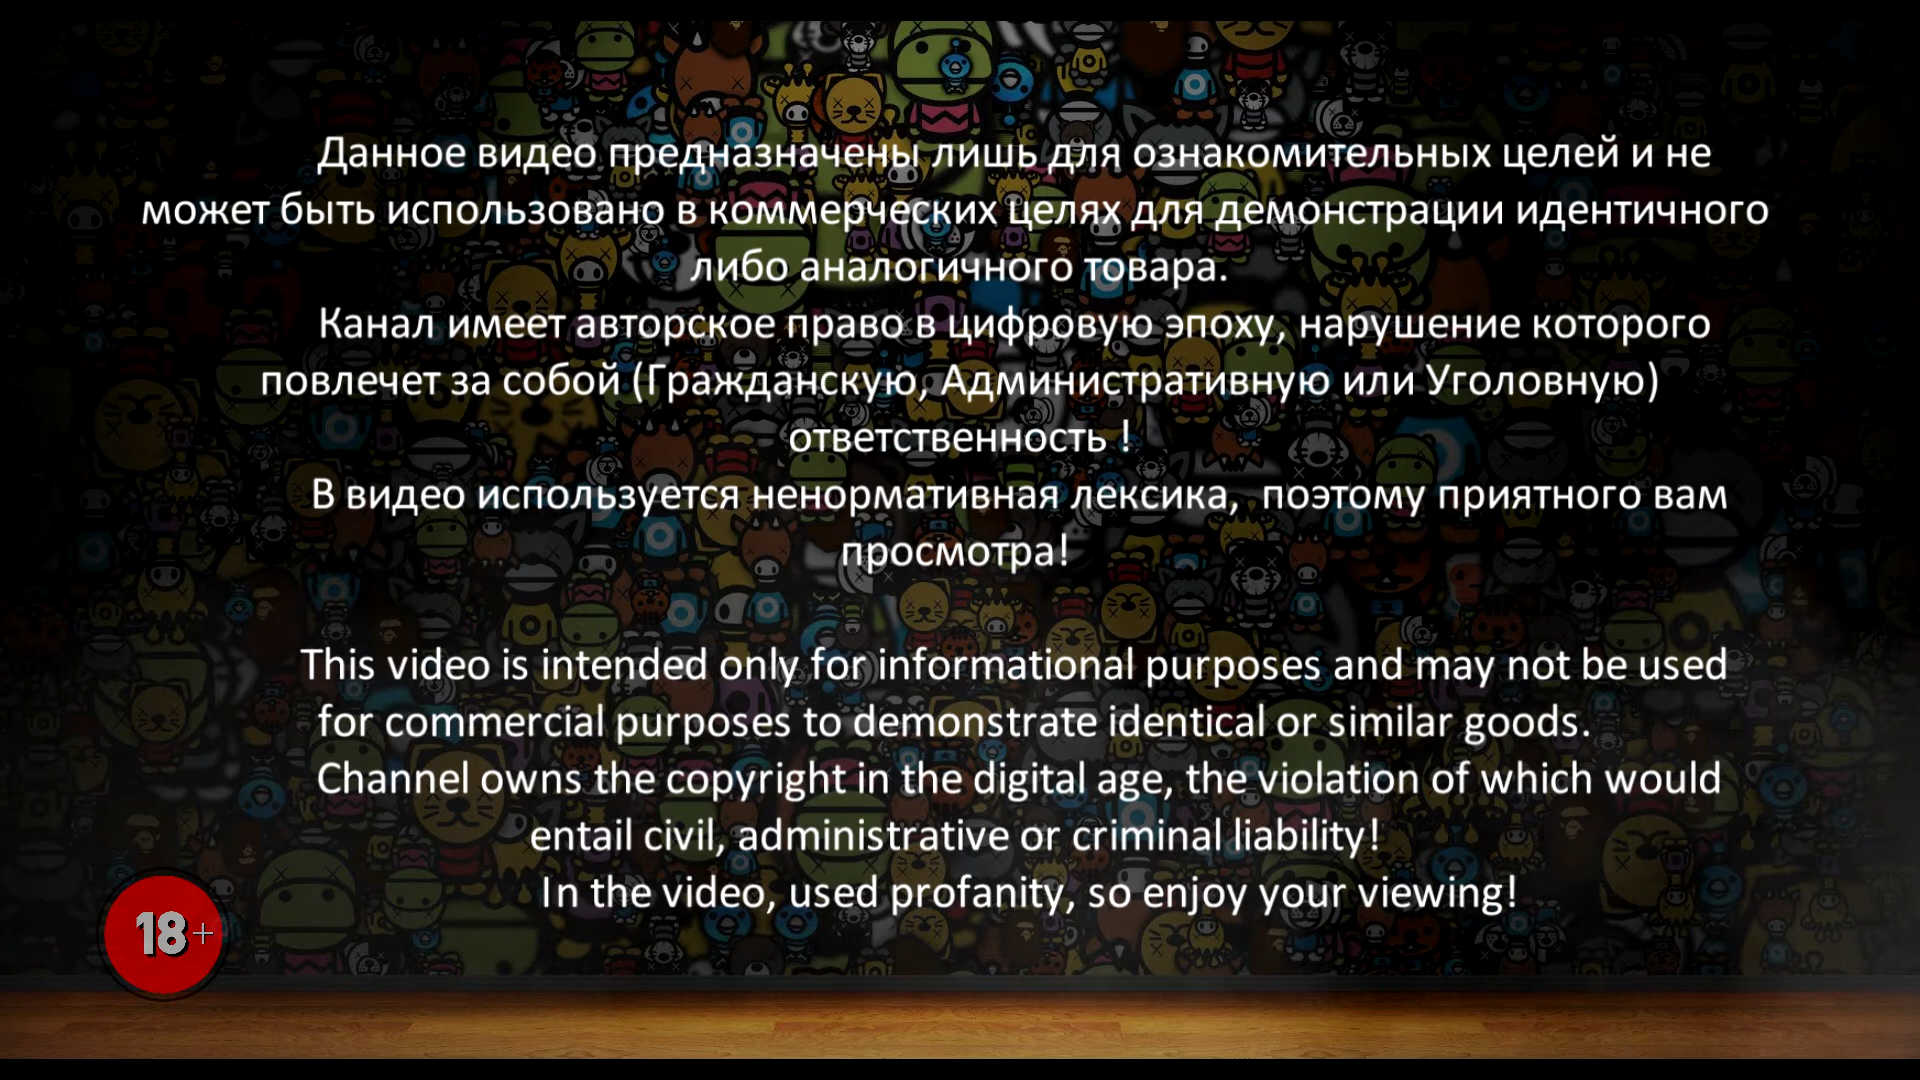 Данное видео предназначены лишь для ознакомительных целей и не
может быть использовано в коммерческих целях для демонстрации идентичного
либо аналогичного товара.
Канал имеет авторское право в цифровую эпоху, нарушение которого
повлечет за собой (Гражданскую, Административную или Уголовную)
ответственность !
В видео используется ненормативная лексика, поэтому приятного вам
просмотра!
This video is intended only for informational purposes and may not be used
for commercial purposes to demonstrate identical or similar goods.
Channel owns the copyright in the digital age, the violation of which would
entail civil, administrative or criminal liability!
In the video, used profanity, so enjoy your viewing!
18+